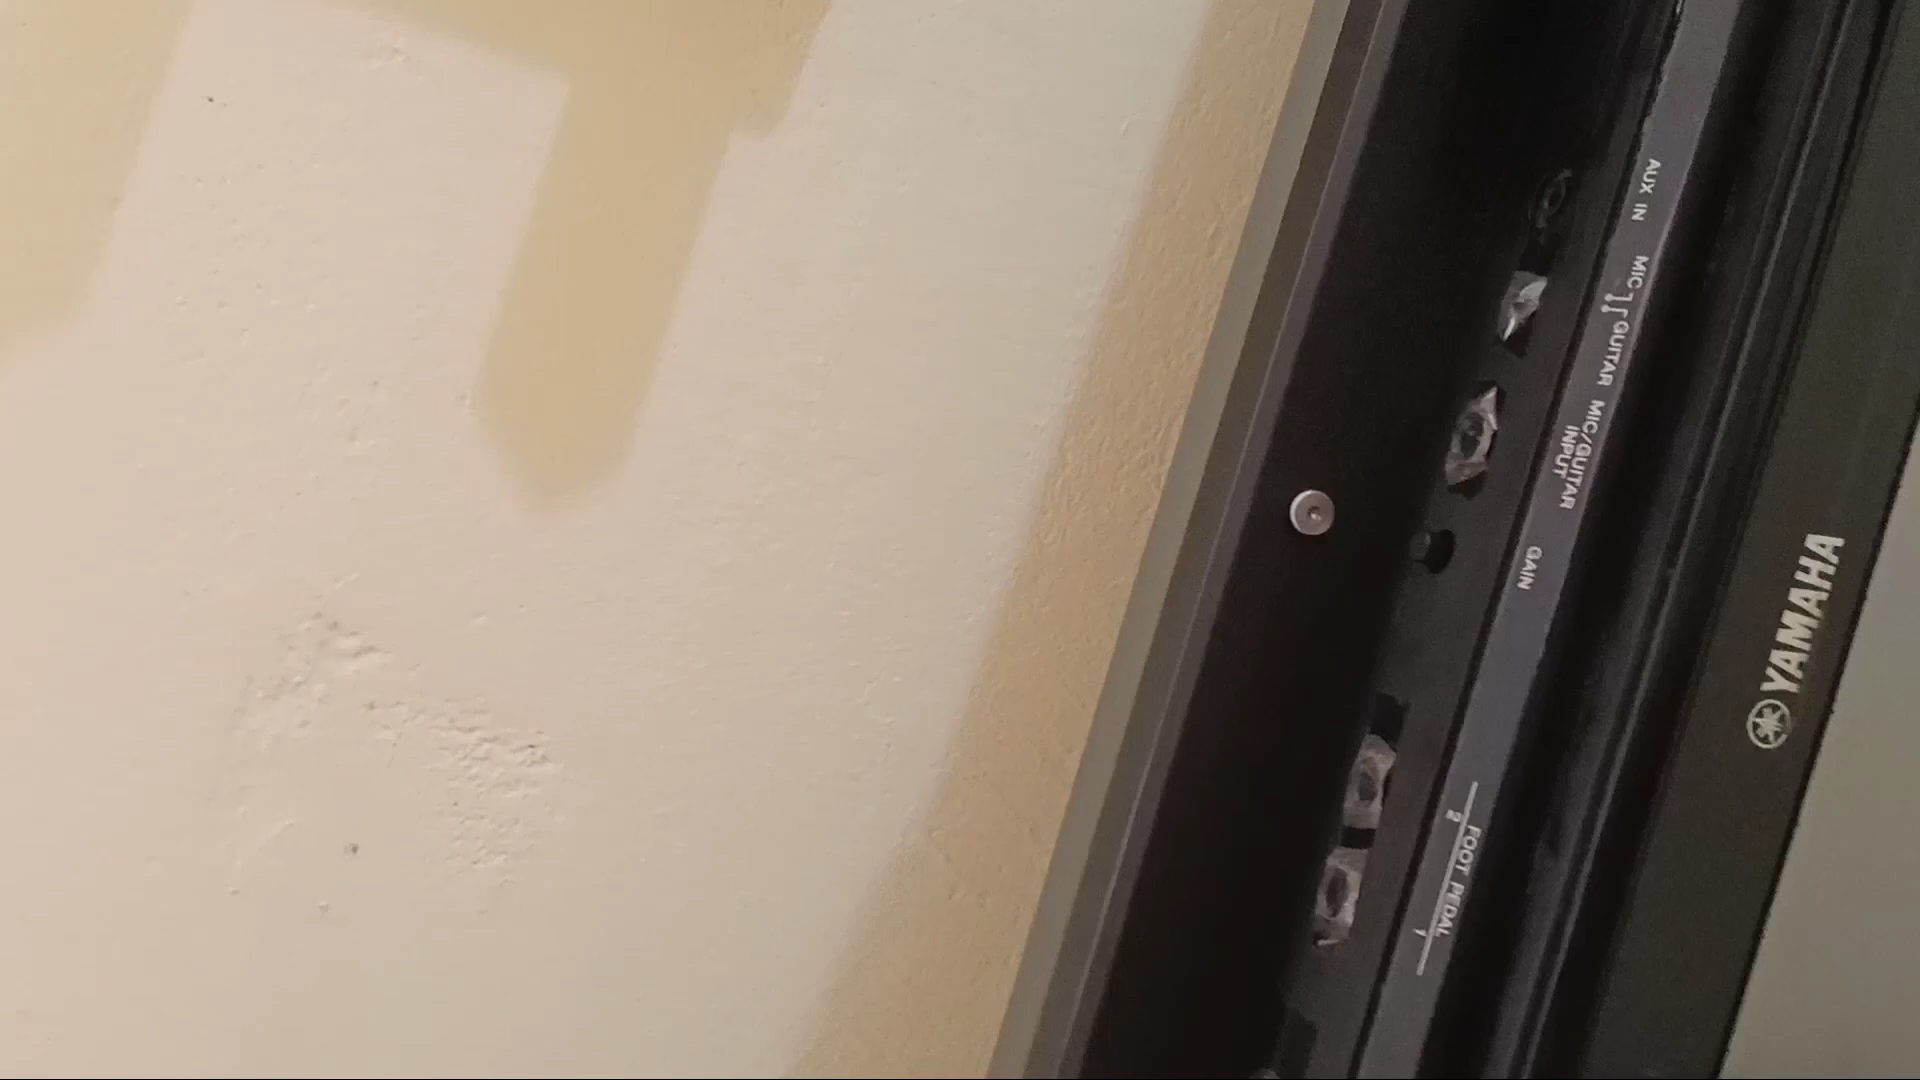 AUX IN
MIC
GUITAR
MIC/GUITAR
INPUT
GAIN
2
FOOT PEDAL
1
YAMAHA